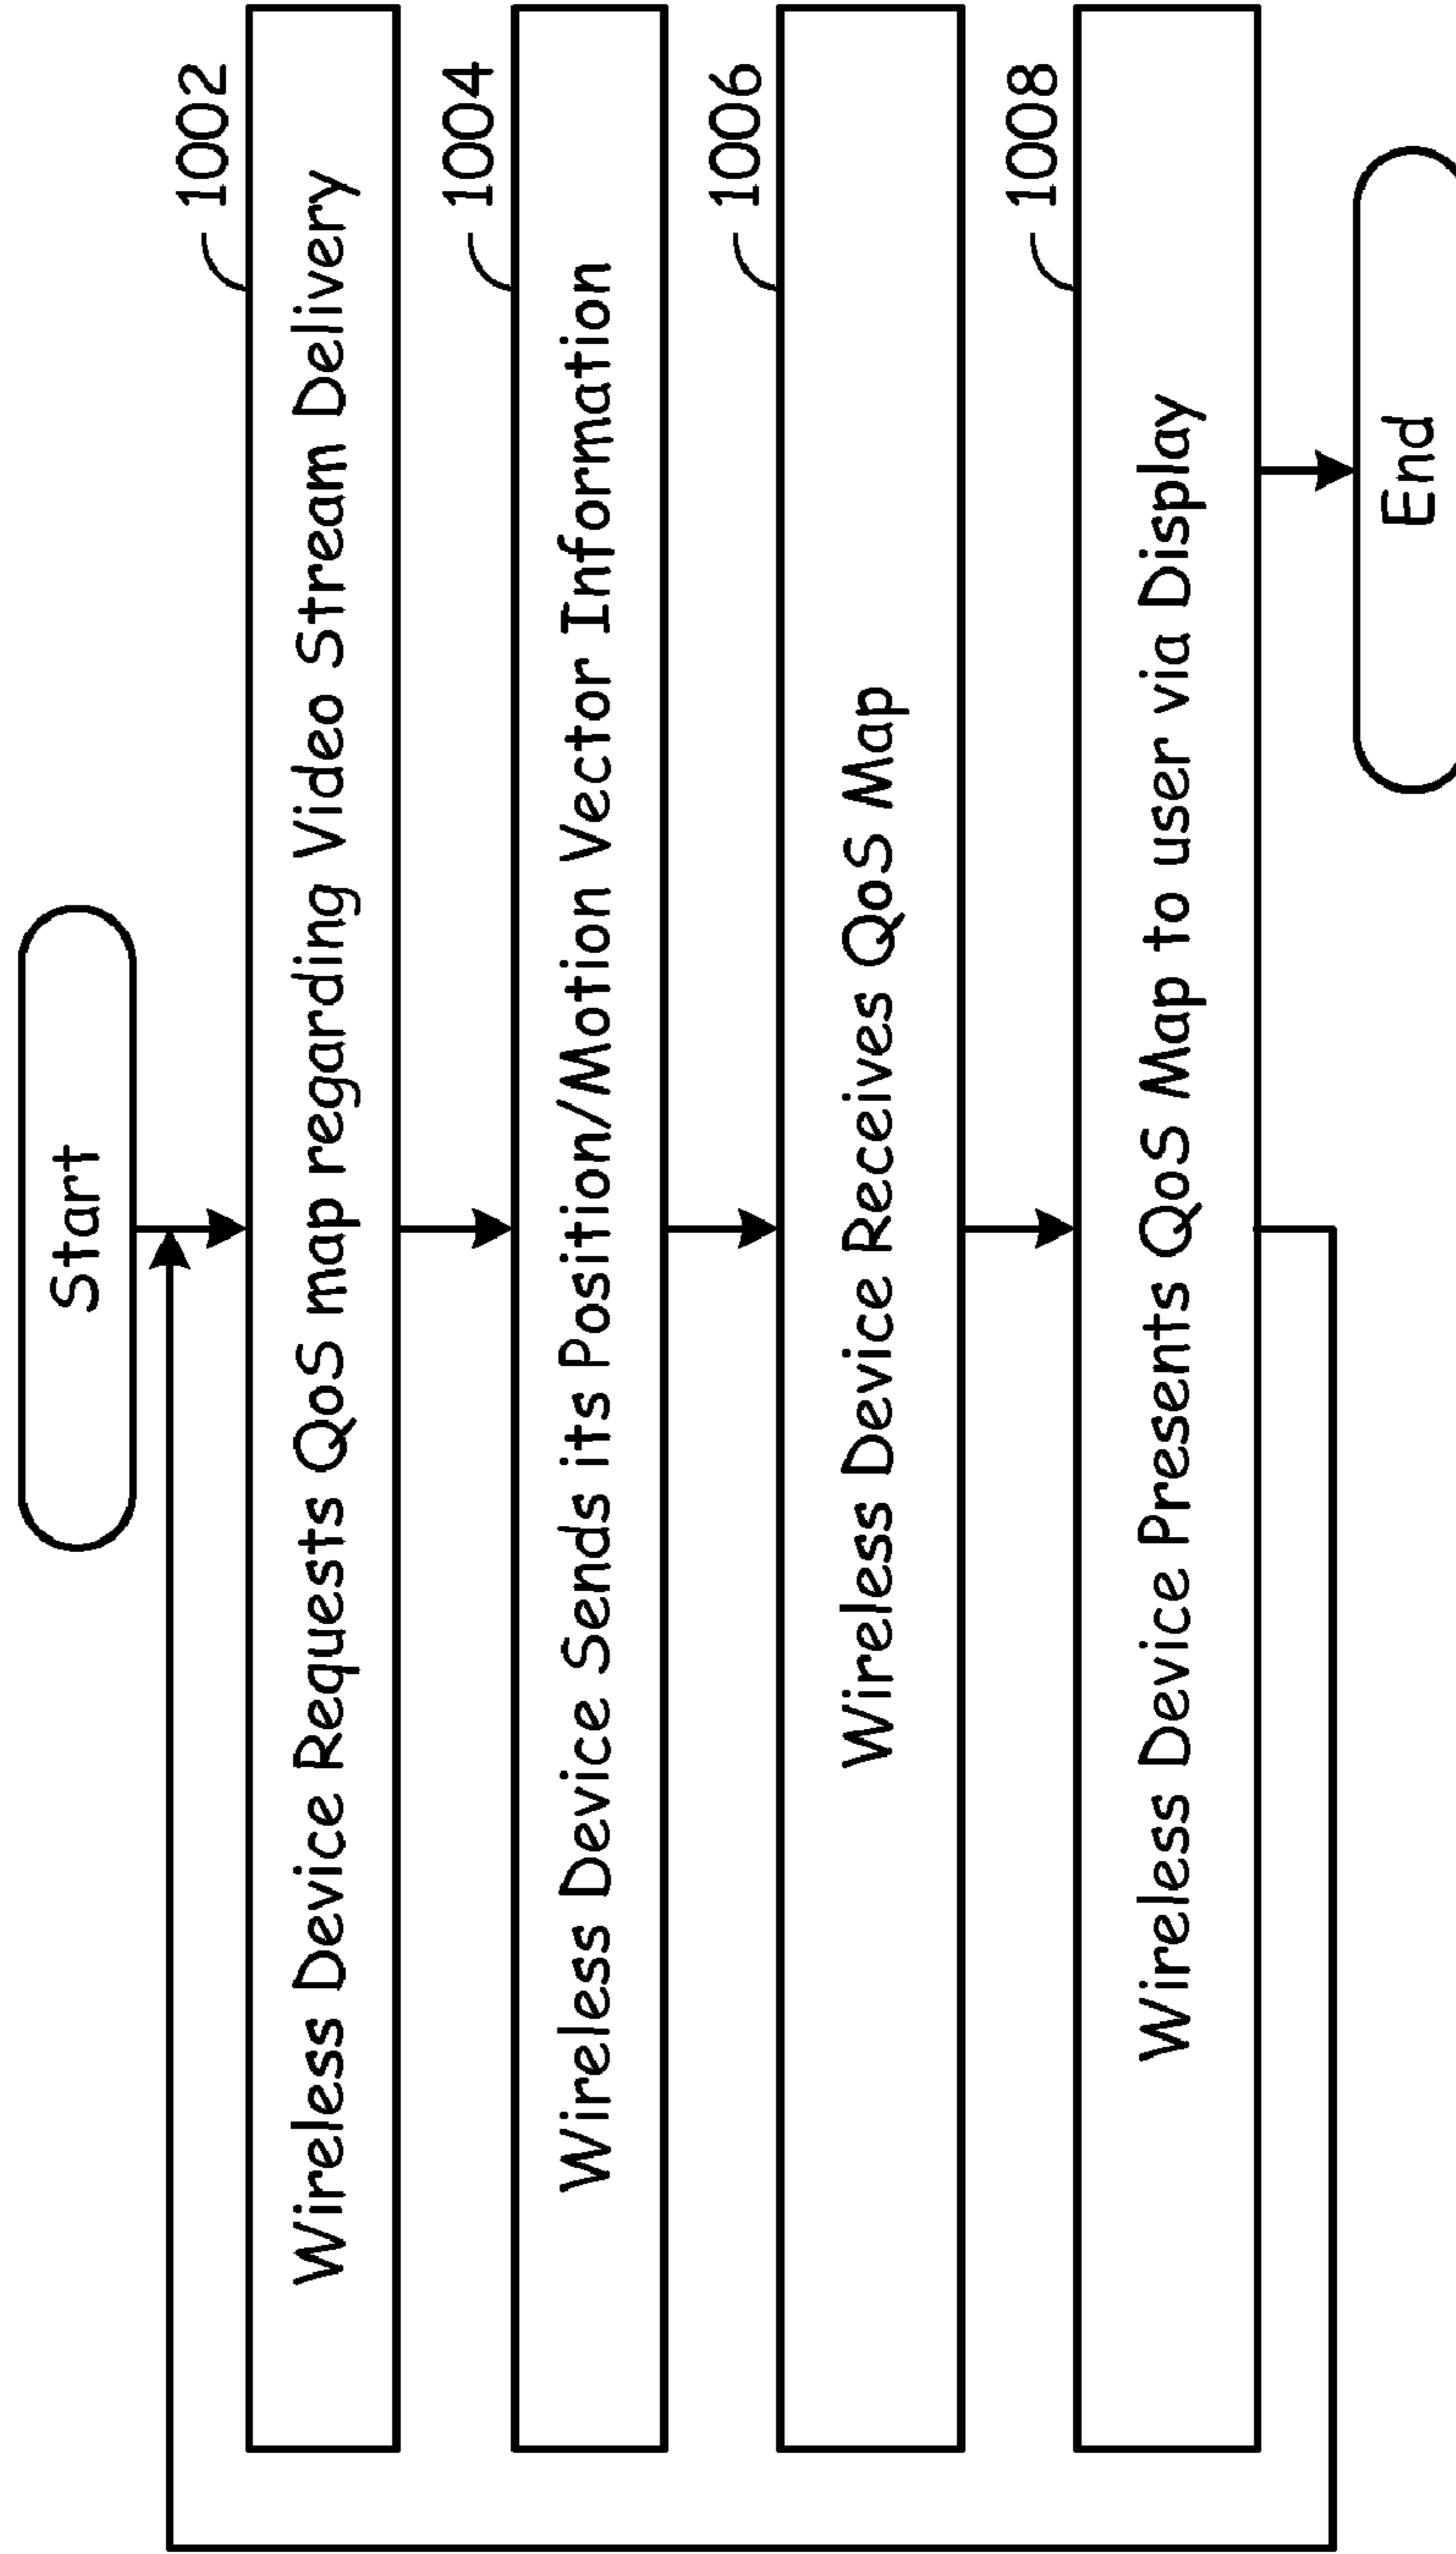 Start
1002
Wireless Device Requests QoS map regarding Video Stream Delivery
1004
Wireless Device Sends its Position/Motion Vector Information
1006
Wireless Device Receives QoS Map
1008
Wireless Device Presents QoS Map to user via Display
End